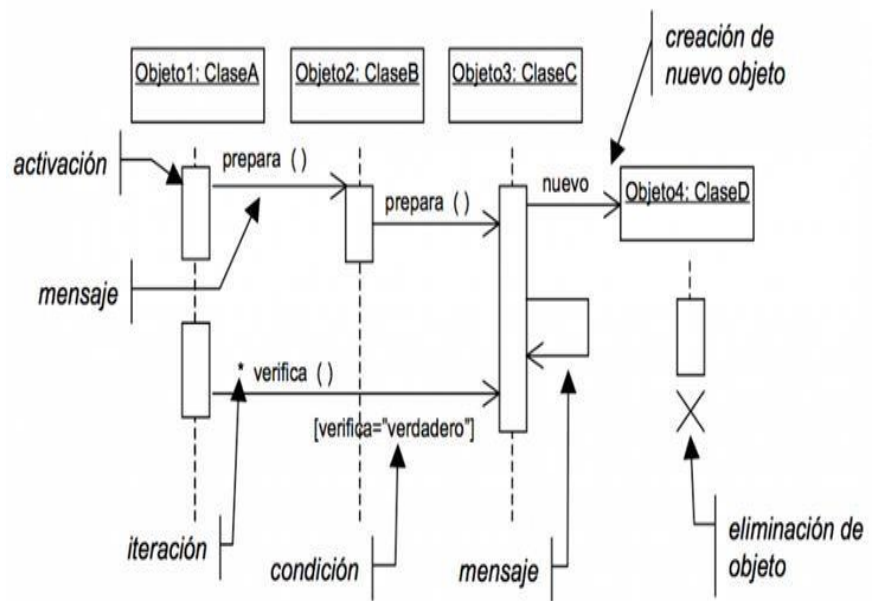 creación de
nuevo objeto
Objeto1: ClaseA
Objeto2: ClaseB
Objeto3: ClaseC
activación
prepara ( )
nuevo
Objeto4: ClaseD
prepara ( )
mensaje
* verifica ( )
[verifica="verdadero"]
iteración
condición
mensaje
eliminación de
objeto